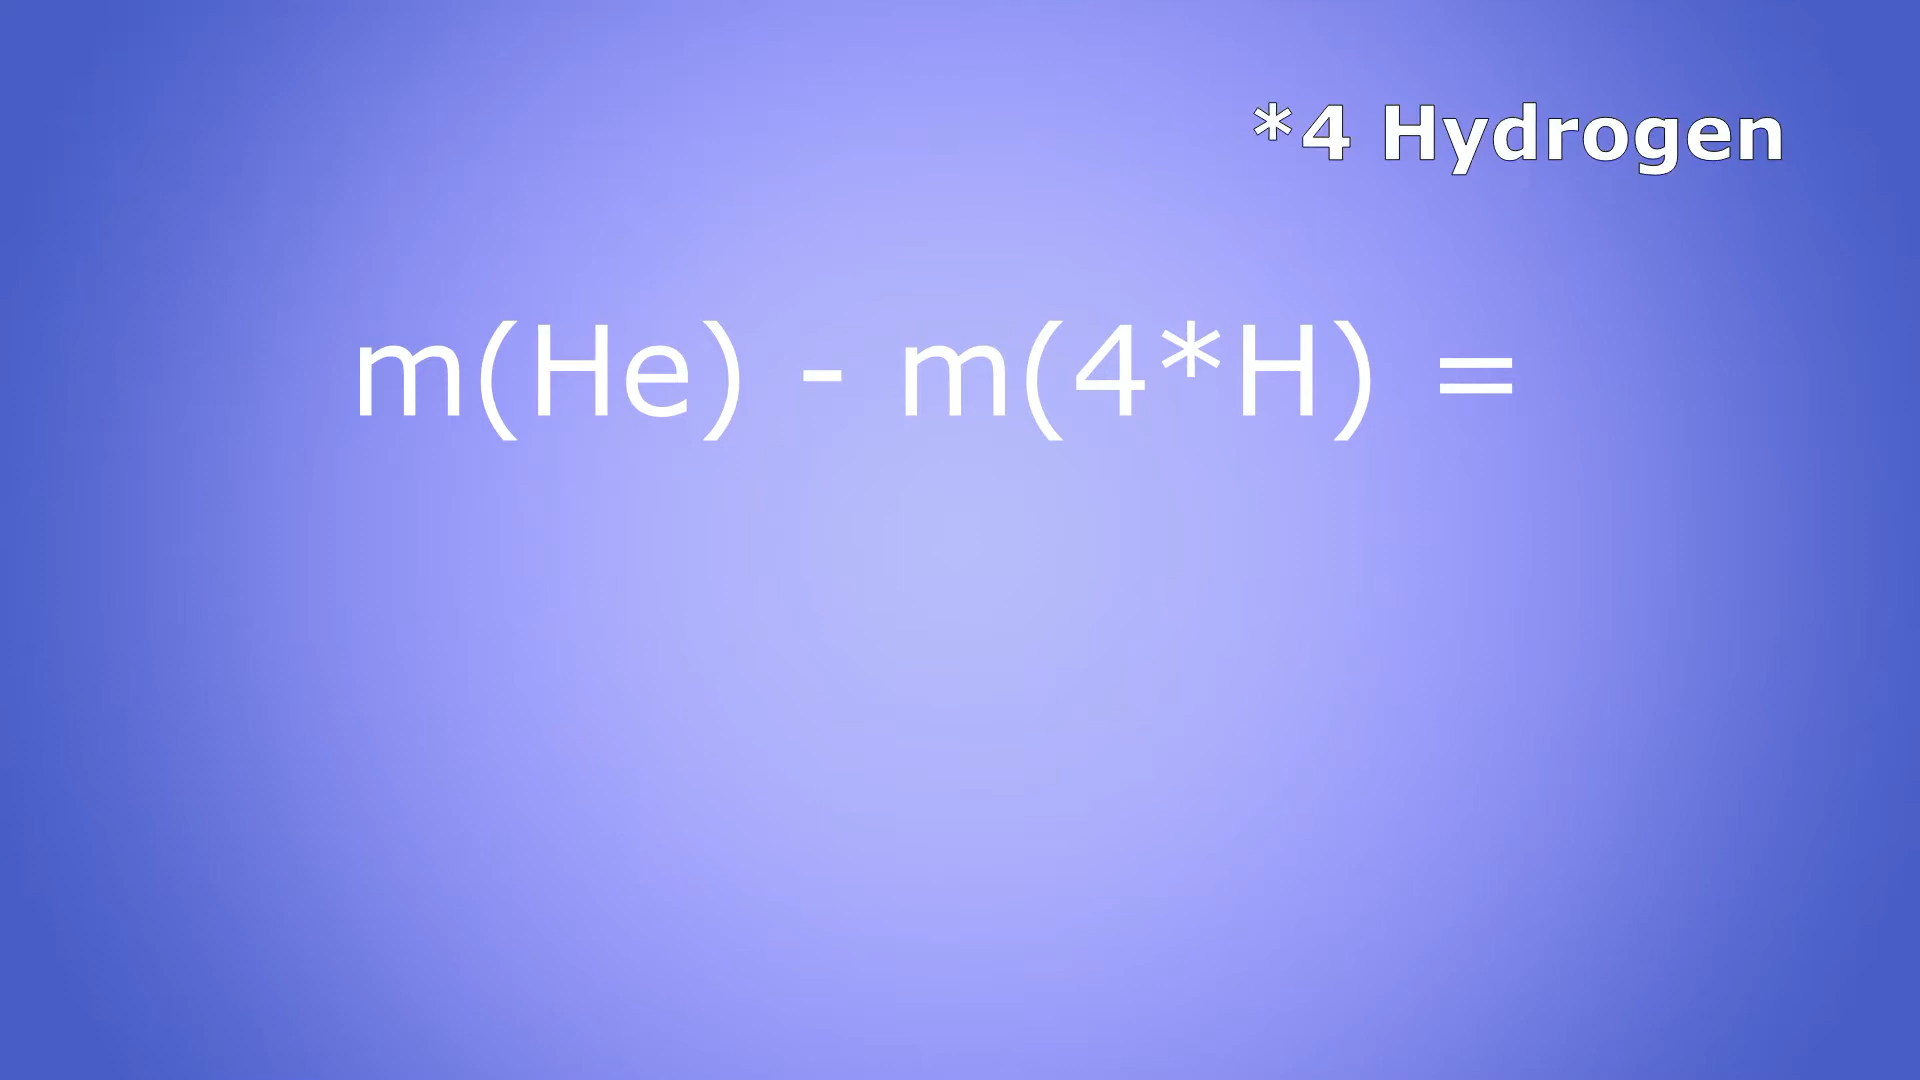 *4 Hydrogen
m(He) - m(4*H) =